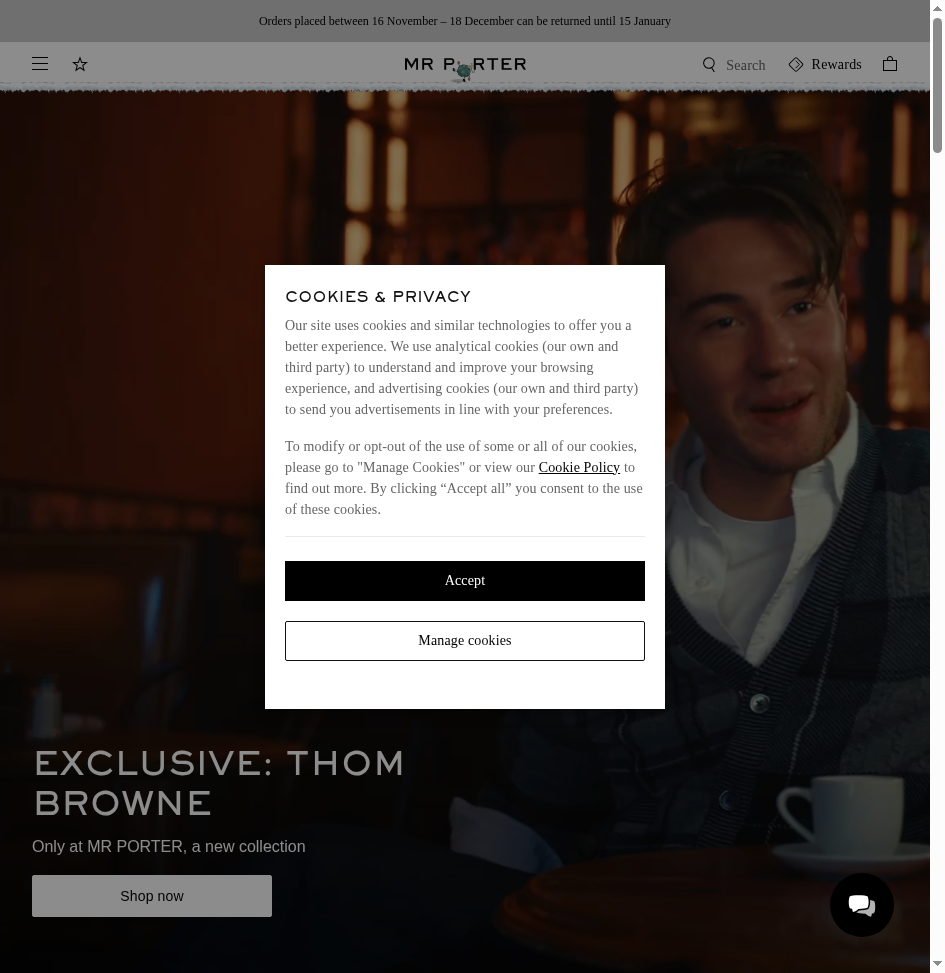 Orders placed between 16 November – 18 December can be returned until 15 January
MR PORTER
Search
Rewards
COOKIES & PRIVACY
Our site uses cookies and similar technologies to offer you a
better experience. We use analytical cookies (our own and
third party) to understand and improve your browsing
experience, and advertising cookies (our own and third party)
to send you advertisements in line with your preferences.
To modify or opt-out of the use of some or all of our cookies,
please go to "Manage Cookies" or view our Cookie Policy to
find out more. By clicking “Accept all” you consent to the use
of these cookies.
Accept
Manage cookies
EXCLUSIVE: THOM
BROWNE
Only at MR PORTER, a new collection
Shop now